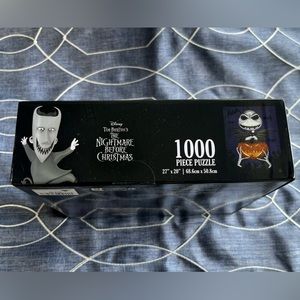 Disney
Tim Burton's
The
Nightmare
Before
Christmas
1000
PIECE PUZZLE
27" x 20" | 68.6cm x 50.8cm